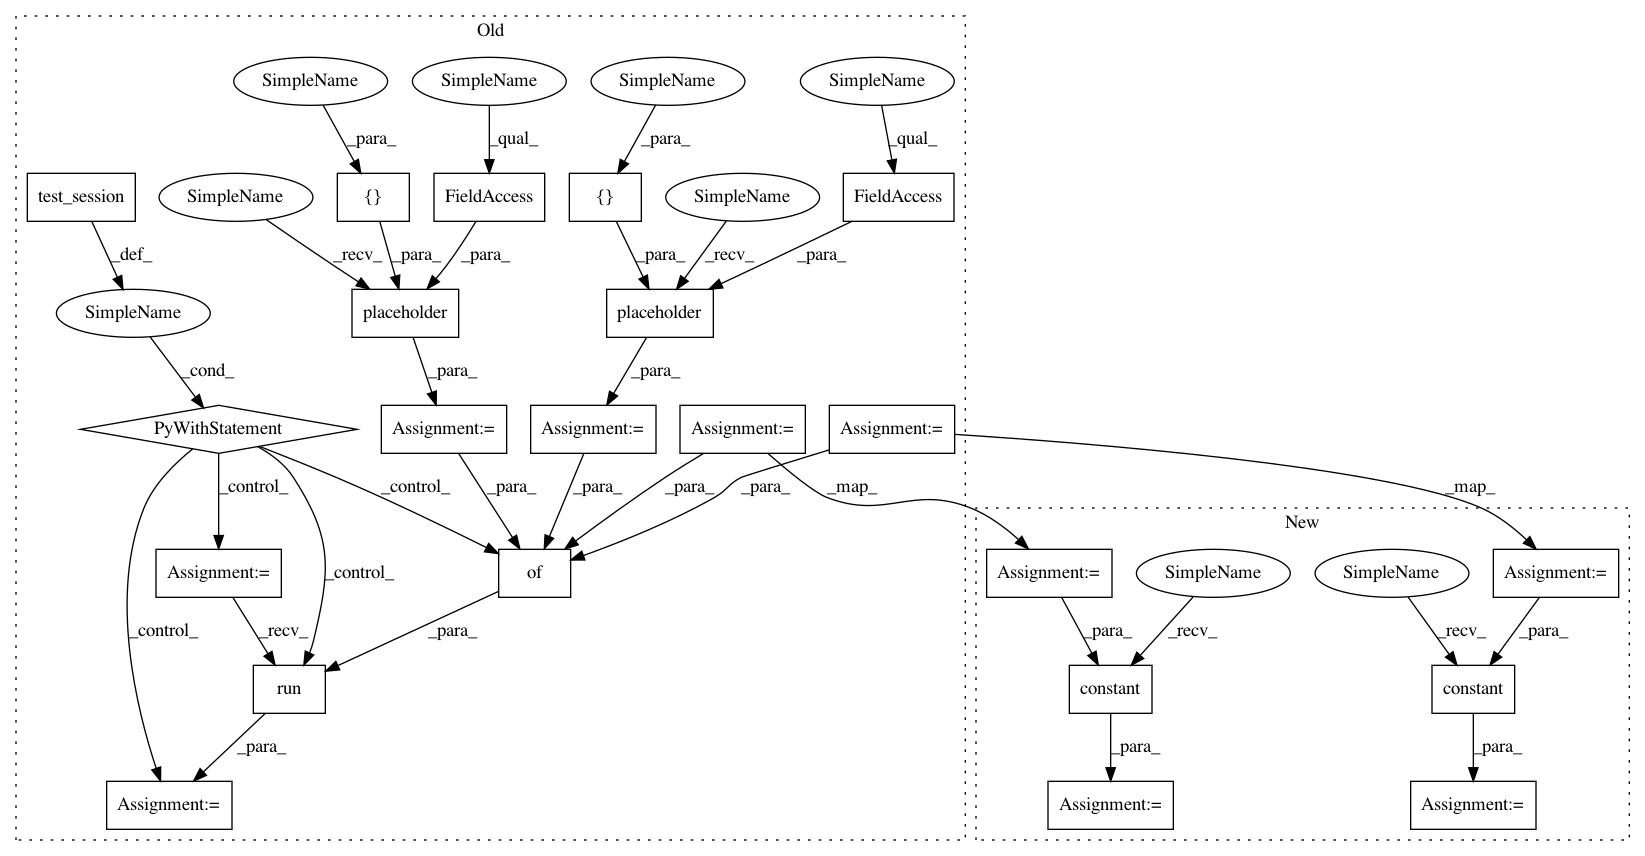 Old
SimpleName SimpleName SimpleName SimpleName
_para_ _qual_ _para_ _qual_
test_session SimpleName {} FieldAccess {} SimpleName FieldAccess
_def_ _recv_ _para_ _para_ _para_ _recv_ _para_
SimpleName placeholder placeholder
_cond_ _para_ _para_
PyWithStatement Assignment:= Assignment:= Assignment:= Assignment:=
_control_ _control_ _para_ _para_ _para_ _para_ _map_ _map_
New
Assignment:= of Assignment:= SimpleName SimpleName Assignment:=
_control_
_control_ _recv_ _para_ _para_ _recv_ _recv_ _para_
run constant constant
_para_ _para_ _para_
Assignment:= Assignment:= Assignment:=